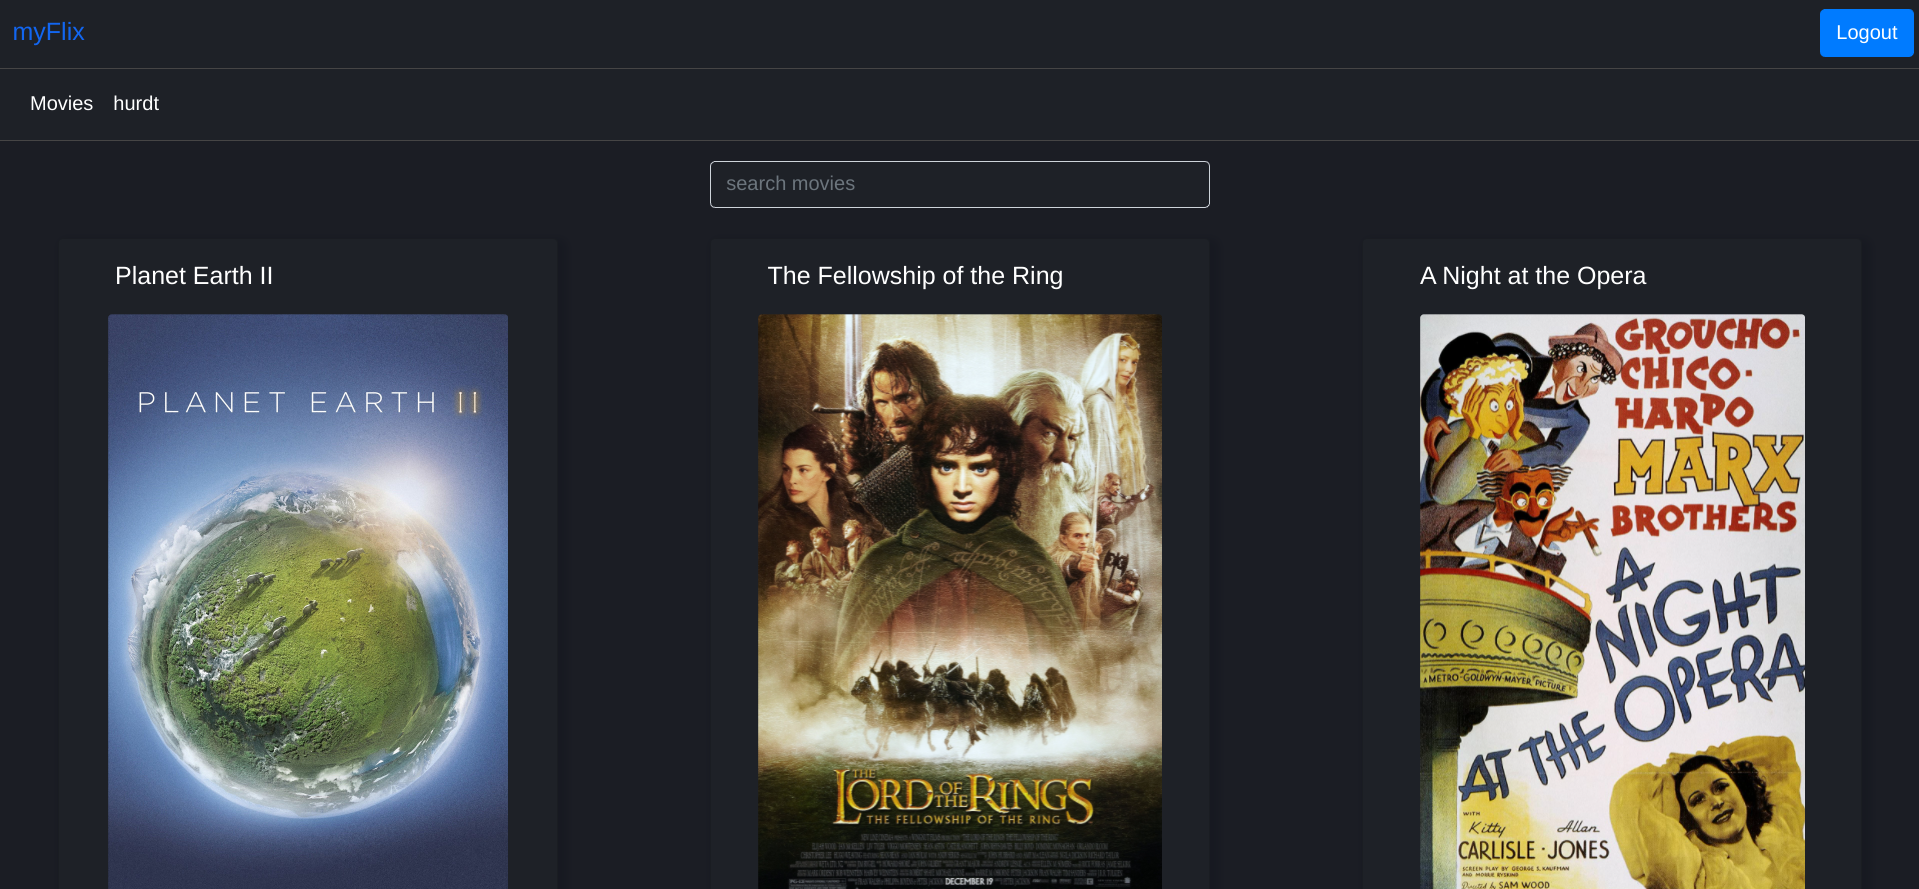 myFlix
Logout
Movies hurdt
search movies
Planet Earth II
PLANET EARTH II
The Fellowship of the Ring
THE
LORD OF THE RINGS
THE FELLOWSHIP OF THE RING
DECEMBER 19
A Night at the Opera
GROUCHO·
CHICO·
HARPO
MARX
BROTHERS
A
NIGHT
AT THE OPERA
A METRO-GOLDWYN-MAYER PICTURE
WITH
Kitty Allan
CARLISLE · JONES
SCREEN PLAY BY GEORGE S. KAUFMAN
AND MORRIE RYSKIND
Directed by SAM WOOD